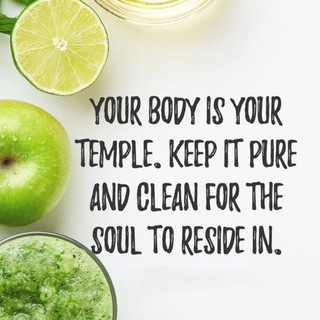 YOUR BODY IS YOUR
TEMPLE. KEEP IT PURE
AND CLEAN FOR THE
SOUL TO RESIDE IN.